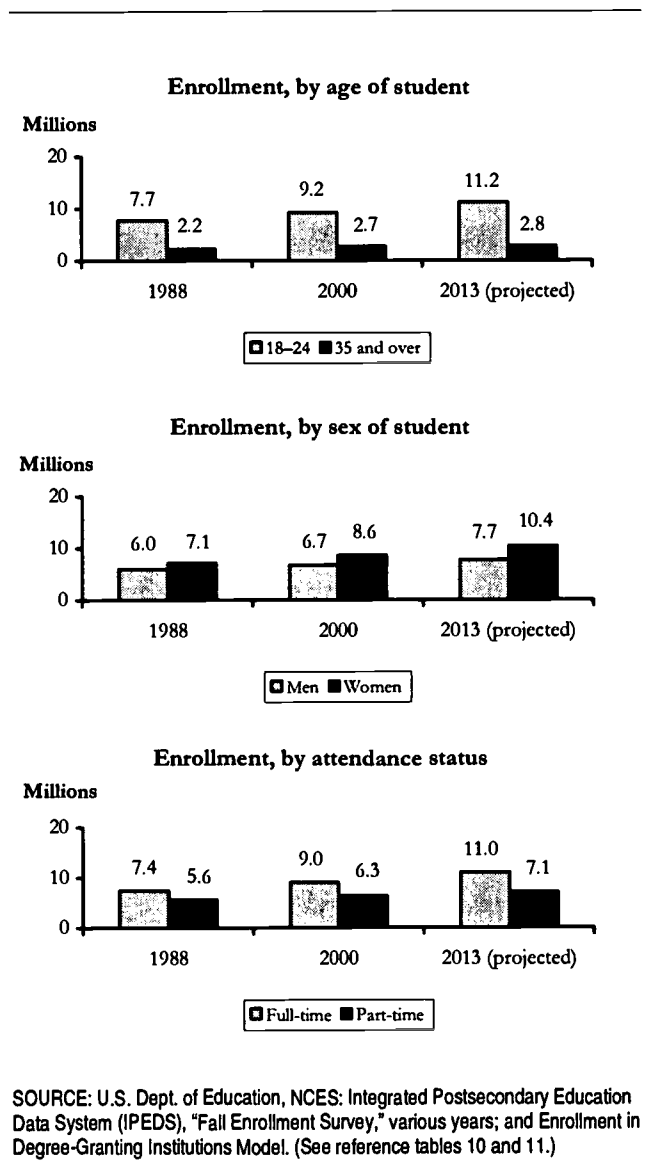 Enrollment, by age of student
Millions
20
10
0
7.7
2.2
9.2
2.7
11.2
2.8
1988
2000
2013 (projected)
18–24
35 and over
Enrollment, by sex of student
Millions
20
10
0
6.0
7.1
6.7
8.6
7.7
10.4
1988
2000
2013 (projected)
Men
Women
Enrollment, by attendance status
Millions
20
10
0
7.4
5.6
9.0
6.3
11.0
7.1
1988
2000
2013 (projected)
Full-time
Part-time
SOURCE: U.S. Dept. of Education, NCES: Integrated Postsecondary Education
Data System (IPEDS), “Fall Enrollment Survey,” various years; and Enrollment in
Degree-Granting Institutions Model. (See reference tables 10 and 11.)